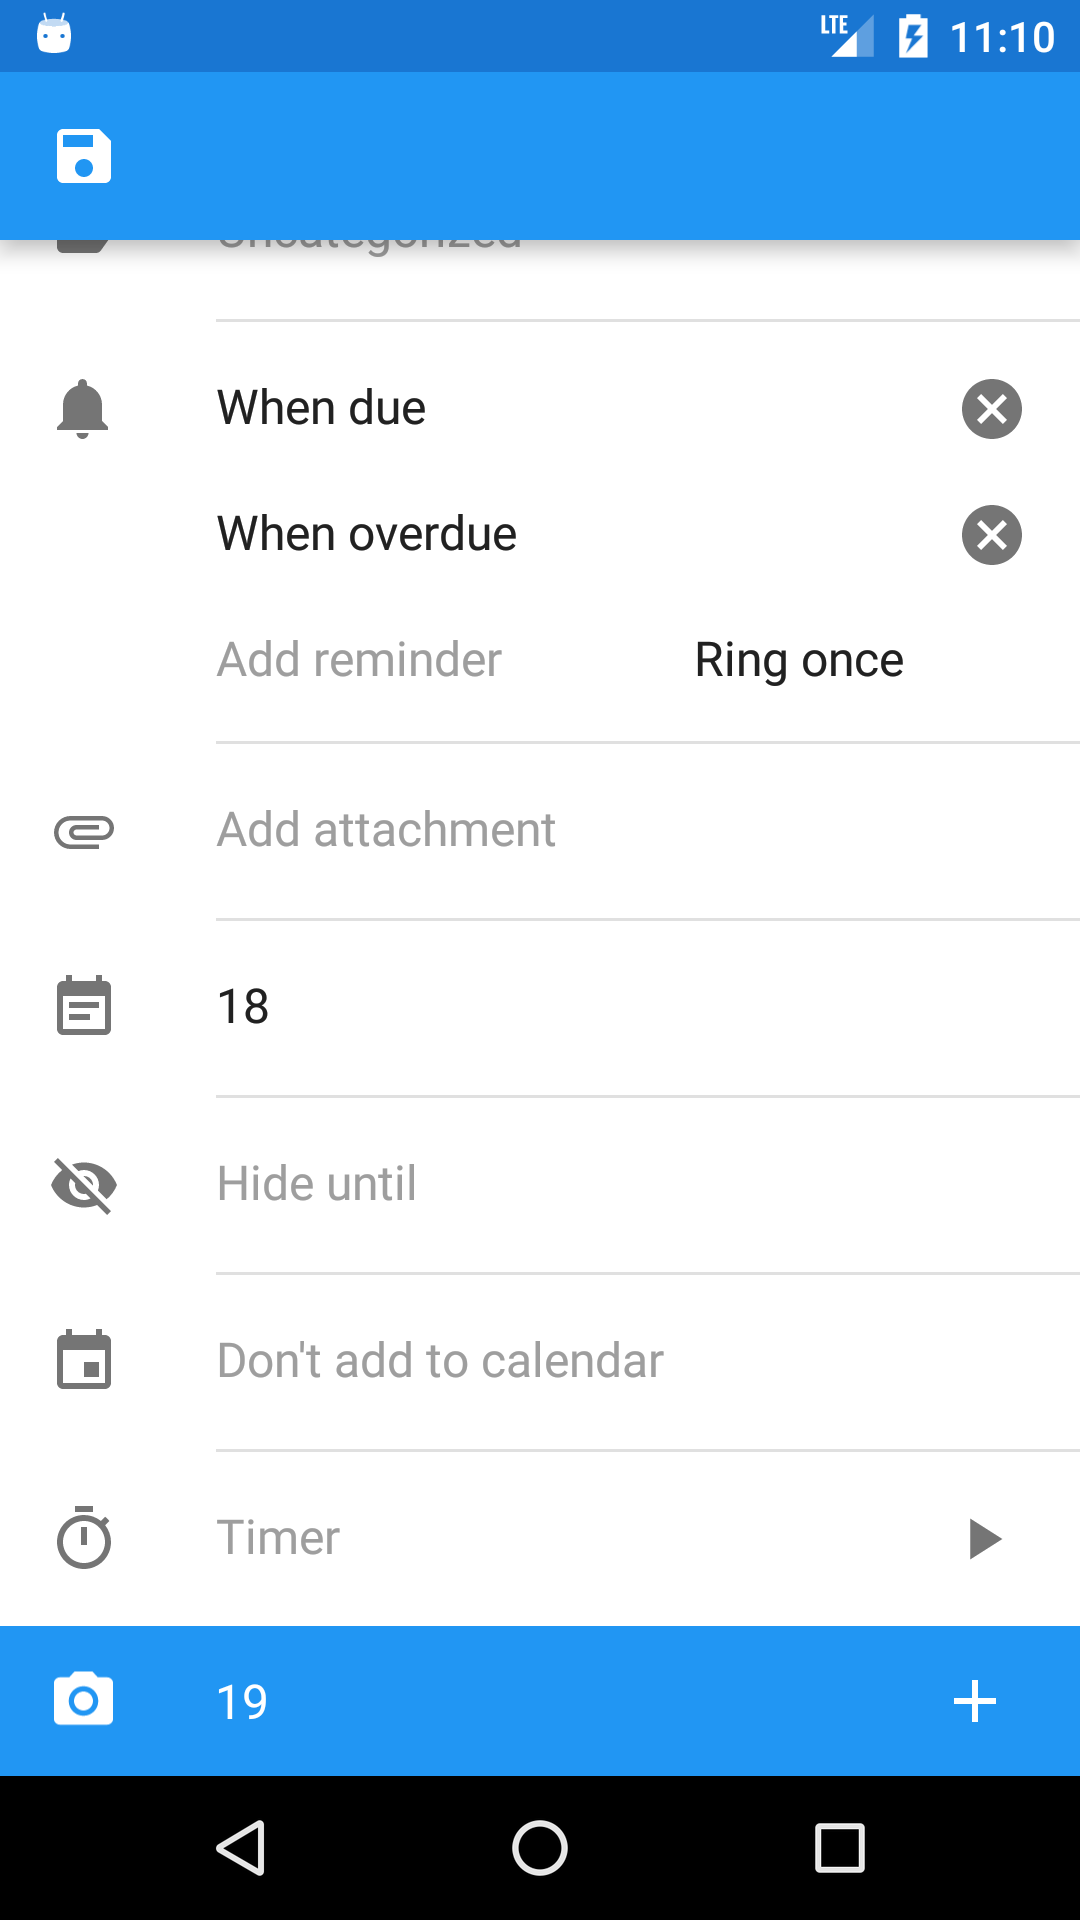 LTE 11:10
Uncategorized
When due
When overdue
Add reminder Ring once
Add attachment
18
Hide until
Don't add to calendar
Timer
19